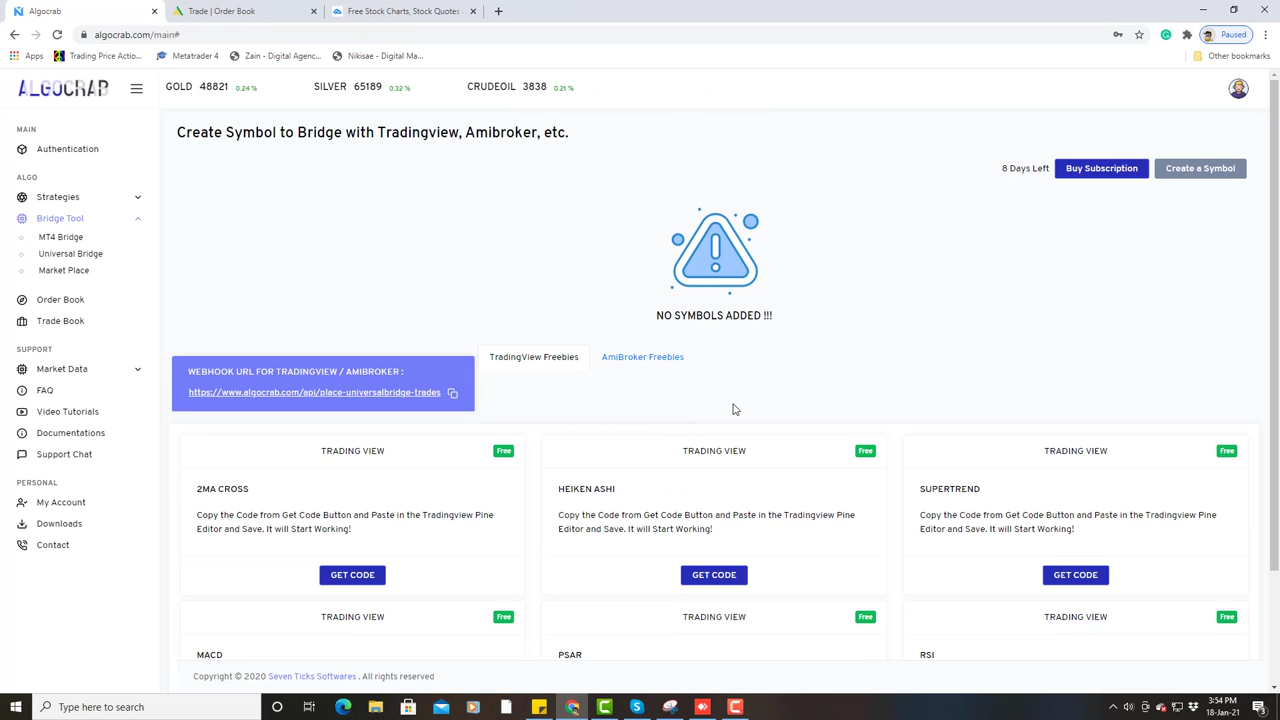 Algocrab
Trade | Order Book
Free Stock Charts, Stock Quotes
algocrab.com/main#
Paused
Apps
Trading Price Actio...
Metatrader 4
Zain - Digital Agenc...
Nikisae - Digital Ma...
Other bookmarks
ALGOCRAB
GOLD 48821 0.24 %
SILVER 65189 0.32 %
CRUDEOIL 3838 0.21 %
MAIN
Authentication
ALGO
Strategies
Bridge Tool
MT4 Bridge
Universal Bridge
Market Place
Order Book
Trade Book
SUPPORT
Market Data
FAQ
Video Tutorials
Documentations
Support Chat
PERSONAL
My Account
Downloads
Contact
Create Symbol to Bridge with Tradingview, Amibroker, etc.
8 Days Left
Buy Subscription
Create a Symbol
NO SYMBOLS ADDED !!!
WEBHOOK URL FOR TRADINGVIEW / AMIBROKER :
https://www.algocrab.com/api/place-universalbridge-trades
TradingView Freebies
AmiBroker Freebies
TRADING VIEW
Free
2MA CROSS
Copy the Code from Get Code Button and Paste in the Tradingview Pine
Editor and Save. It will Start Working!
GET CODE
TRADING VIEW
Free
HEIKEN ASHI
Copy the Code from Get Code Button and Paste in the Tradingview Pine
Editor and Save. It will Start Working!
GET CODE
TRADING VIEW
Free
SUPERTREND
Copy the Code from Get Code Button and Paste in the Tradingview Pine
Editor and Save. It will Start Working!
GET CODE
TRADING VIEW
Free
MACD
TRADING VIEW
Free
PSAR
TRADING VIEW
Free
RSI
Copyright © 2020 Seven Ticks Softwares . All rights reserved
Type here to search
3:54 PM
18-Jan-21